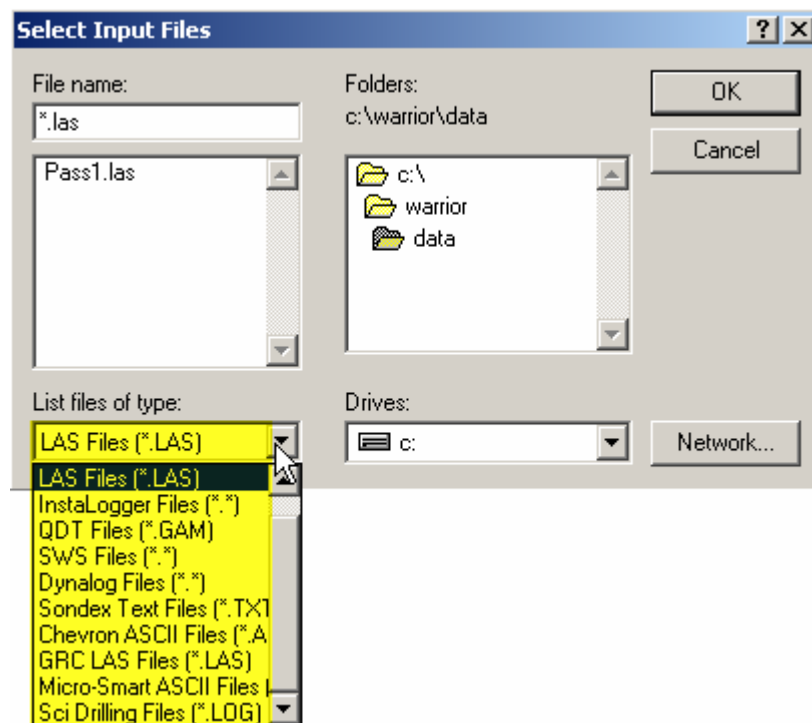 Select Input Files
File name:
*.las
Pass1.las
Folders:
c:\warrior\data
c:\
warrior
data
OK
Cancel
List files of type:
LAS Files (*.LAS)
Drives:
c:
Network...
LAS Files (*.LAS)
InstaLogger Files (*.*)
QDT Files (*.GAM)
SWS Files (*.*)
Dynalog Files (*.*)
Sondex Text Files (*.TXT
Chevron ASCII Files (*.A
GRC LAS Files (*.LAS)
Micro-Smart ASCII Files (
Sci Drilling Files (*.LOG)